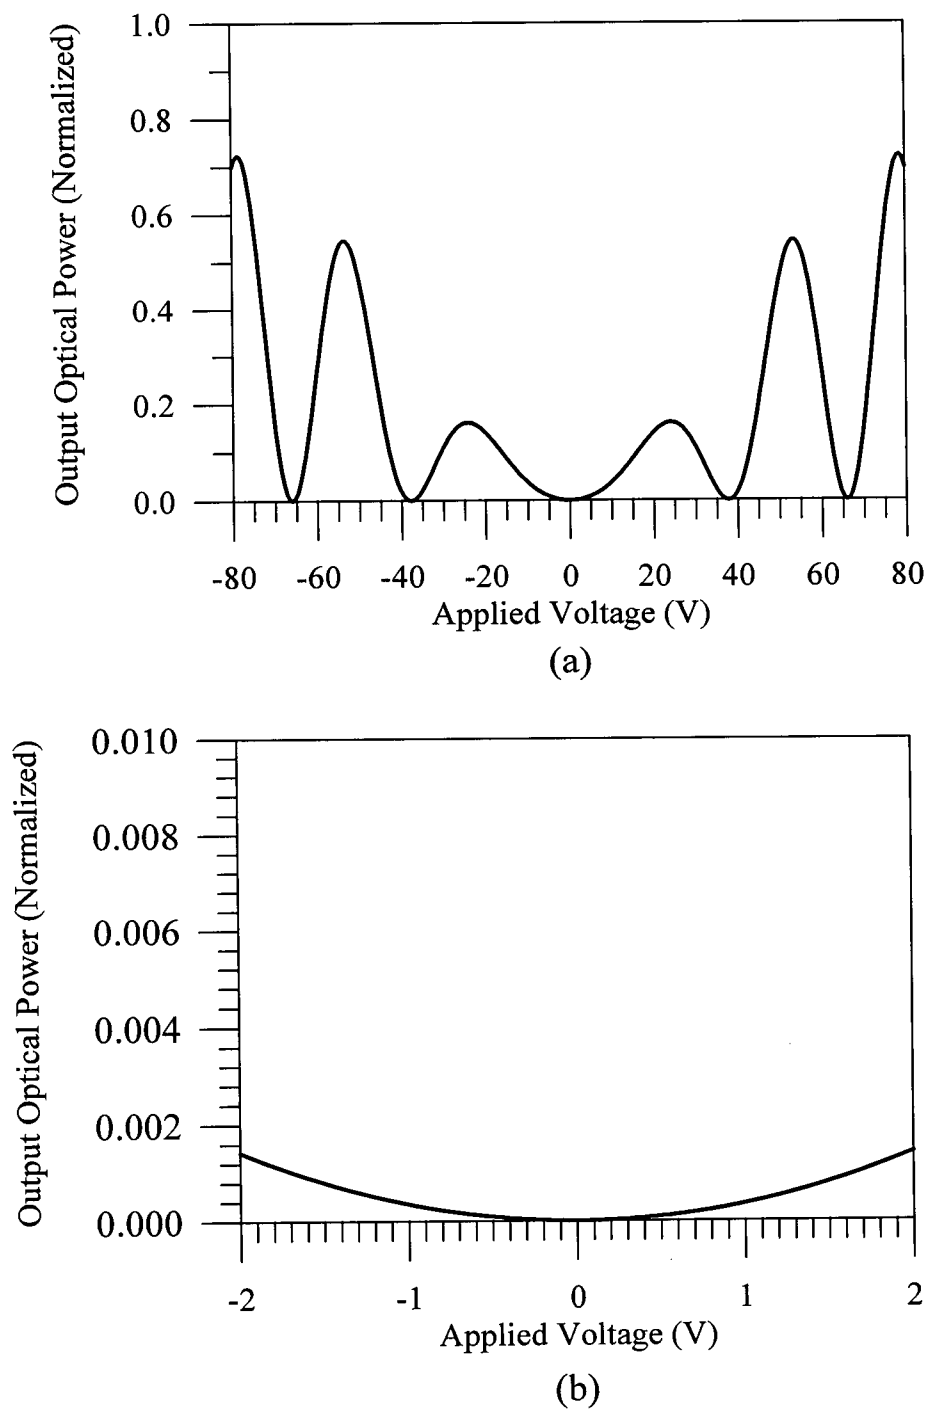 Output Optical Power (Normalized)
1.0
0.8
0.6
0.4
0.2
0.0
-80 -60 -40 -20 0 20 40 60 80
Applied Voltage (V)
(a)
Output Optical Power (Normalized)
0.010
0.008
0.006
0.004
0.002
0.000
-2 -1 0 1 2
Applied Voltage (V)
(b)